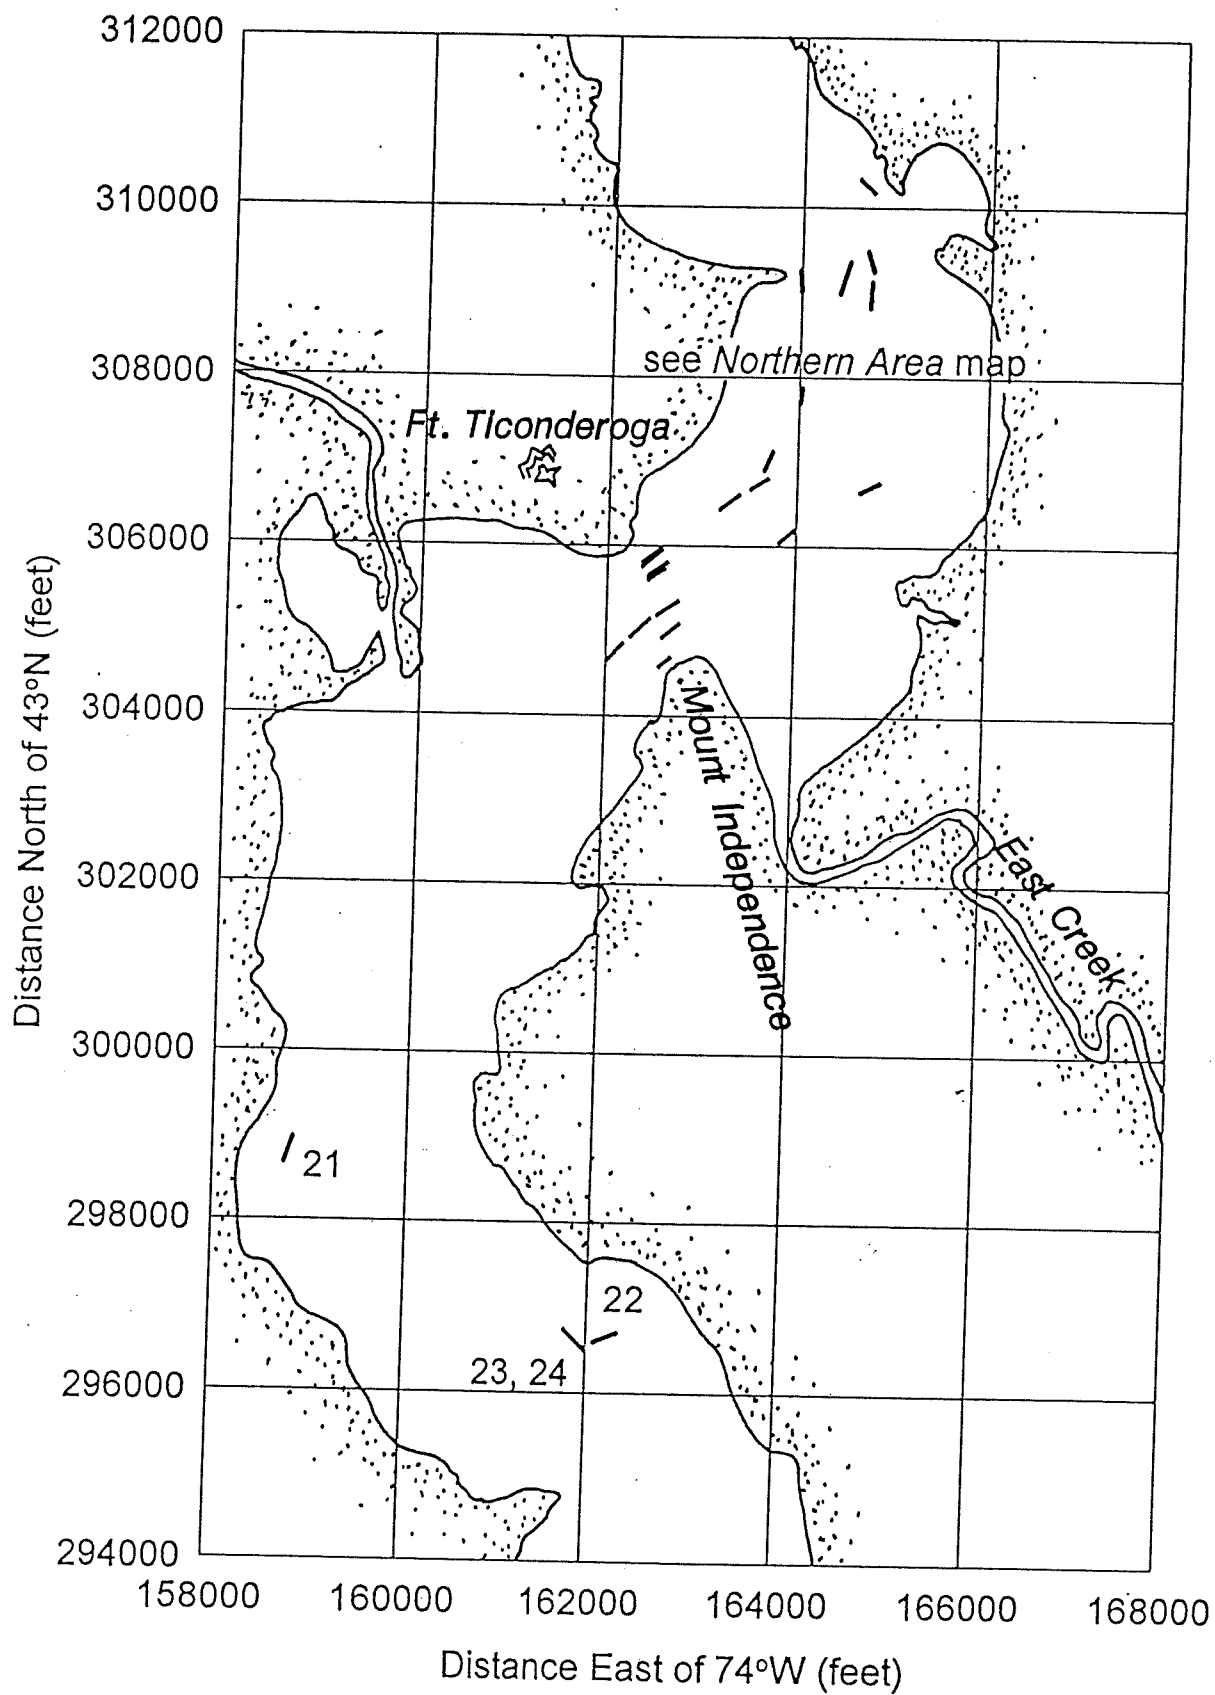 312000
310000
see Northern Area map
308000
Ft. Ticonderoga
306000
Distance North of 43ºN (feet)
304000
Mount Independence
302000
East Creek
300000
21
298000
22
23, 24
296000
294000
158000 160000 162000 164000 166000 168000
Distance East of 74ºW (feet)